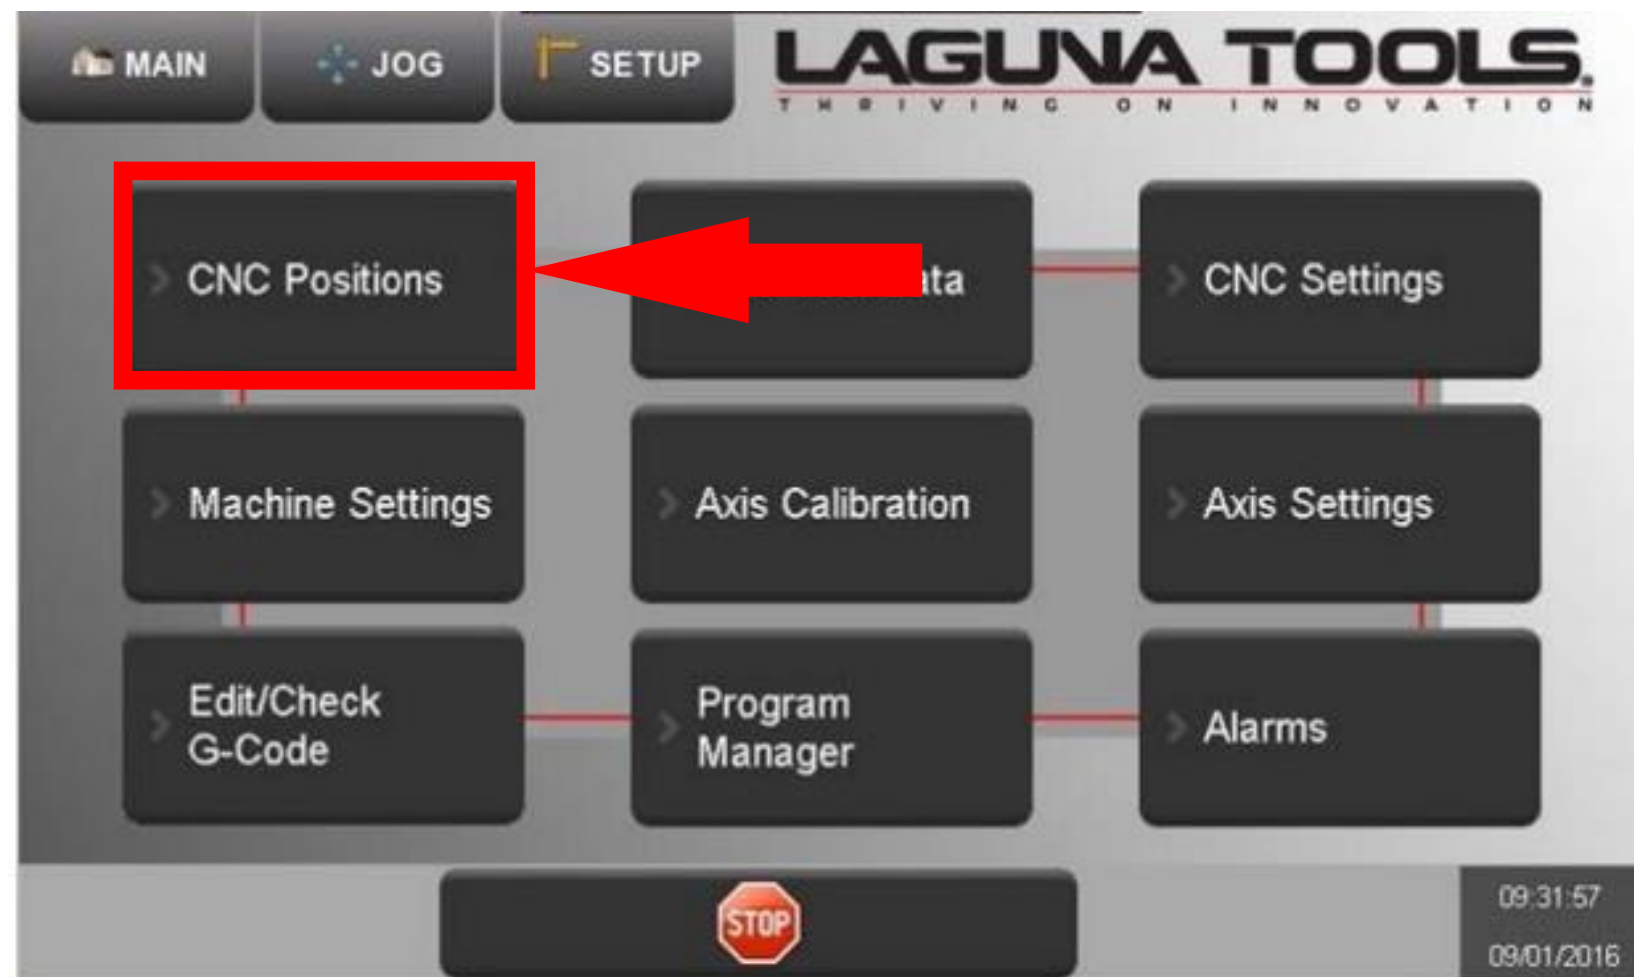 MAIN
JOG
SETUP
LAGUNA TOOLS
THRIVING ON INNOVATION
CNC Positions
CNC Settings
Machine Settings
Axis Calibration
Axis Settings
Edit/Check
G-Code
Program
Manager
Alarms
STOP
09:31:57
09/01/2016